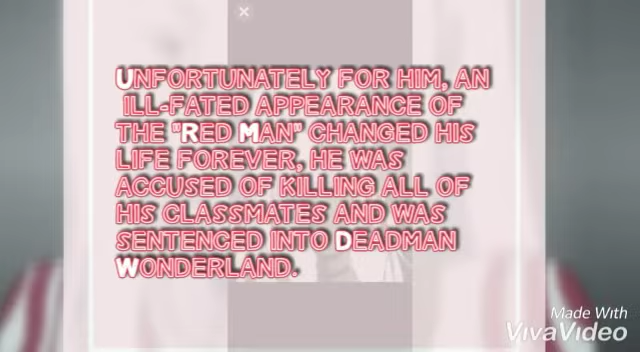 Unfortunately for him, an
ill-fated appearance of
the "Red Man" changed his
life forever, he was
accused of killing all of
his classmates and was
sentenced into Deadman
Wonderland.
Made With
VivaVideo